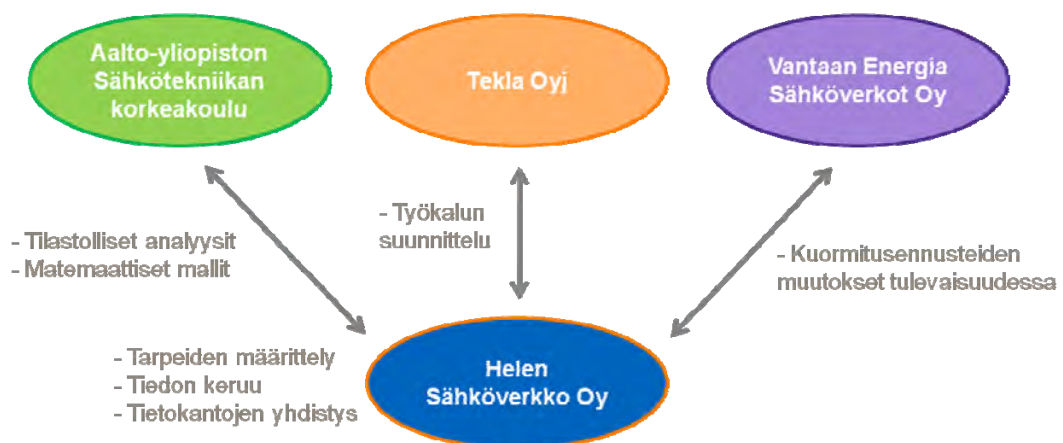 Aalto-yliopiston
Sähkötekniikan
korkeakoulu
Tekla Oyj
Vantaan Energia
Sähköverkot Oy
- Tilastolliset analyysit
- Matemaattiset mallit
- Työkalun
suunnittelu
- Kuormitusennusteiden
muutokset tulevaisuudessa
- Tarpeiden määrittely
- Tiedon keruu
- Tietokantojen yhdistys
Helen
Sähköverkko Oy